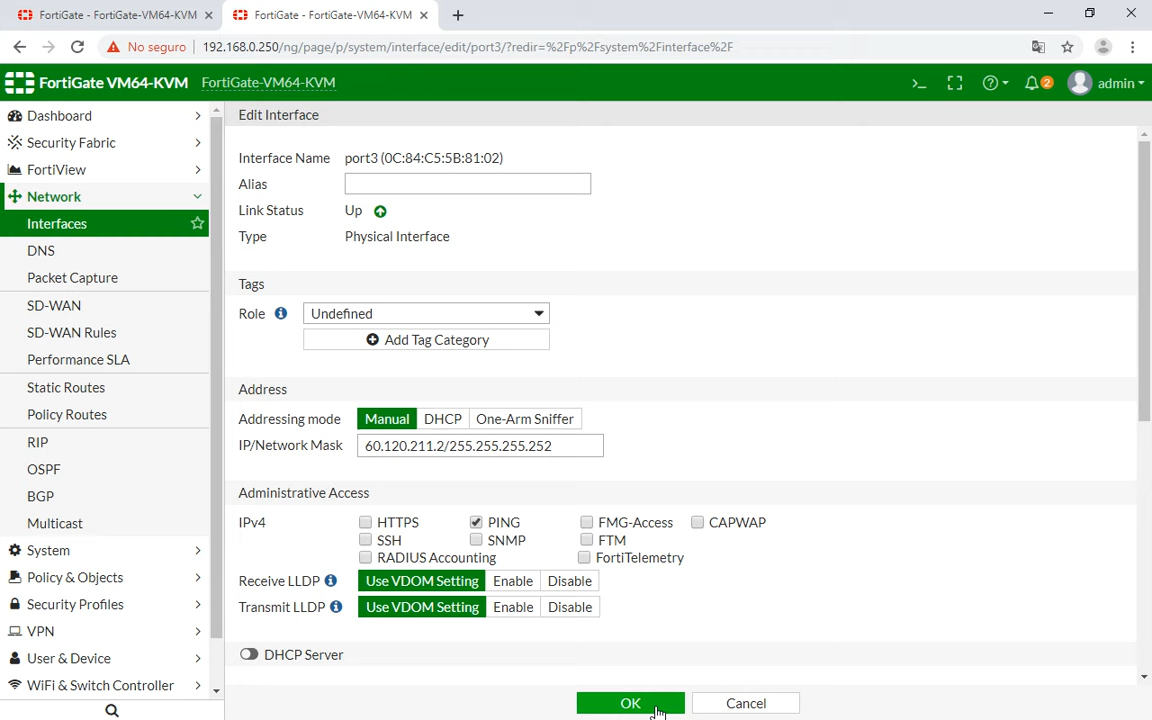 FortiGate - FortiGate-VM64-KVM
FortiGate - FortiGate-VM64-KVM
No seguro
192.168.0.250/ng/page/p/system/interface/edit/port3/?redir=%2Fp%2Fsystem%2Finterface%2F
FortiGate VM64-KVM
FortiGate-VM64-KVM
2
admin
Dashboard
Security Fabric
FortiView
Network
Interfaces
DNS
Packet Capture
SD-WAN
SD-WAN Rules
Performance SLA
Static Routes
Policy Routes
RIP
OSPF
BGP
Multicast
System
Policy & Objects
Security Profiles
VPN
User & Device
WiFi & Switch Controller
Edit Interface
Interface Name port3 (0C:84:C5:5B:81:02)
Alias
Link Status Up
Type Physical Interface
Tags
Role Undefined
Add Tag Category
Address
Addressing mode Manual DHCP One-Arm Sniffer
IP/Network Mask 60.120.211.2/255.255.255.252
Administrative Access
IPv4 HTTPS PING FMG-Access CAPWAP
SSH SNMP FTM
RADIUS Accounting FortiTelemetry
Receive LLDP Use VDOM Setting Enable Disable
Transmit LLDP Use VDOM Setting Enable Disable
DHCP Server
OK Cancel